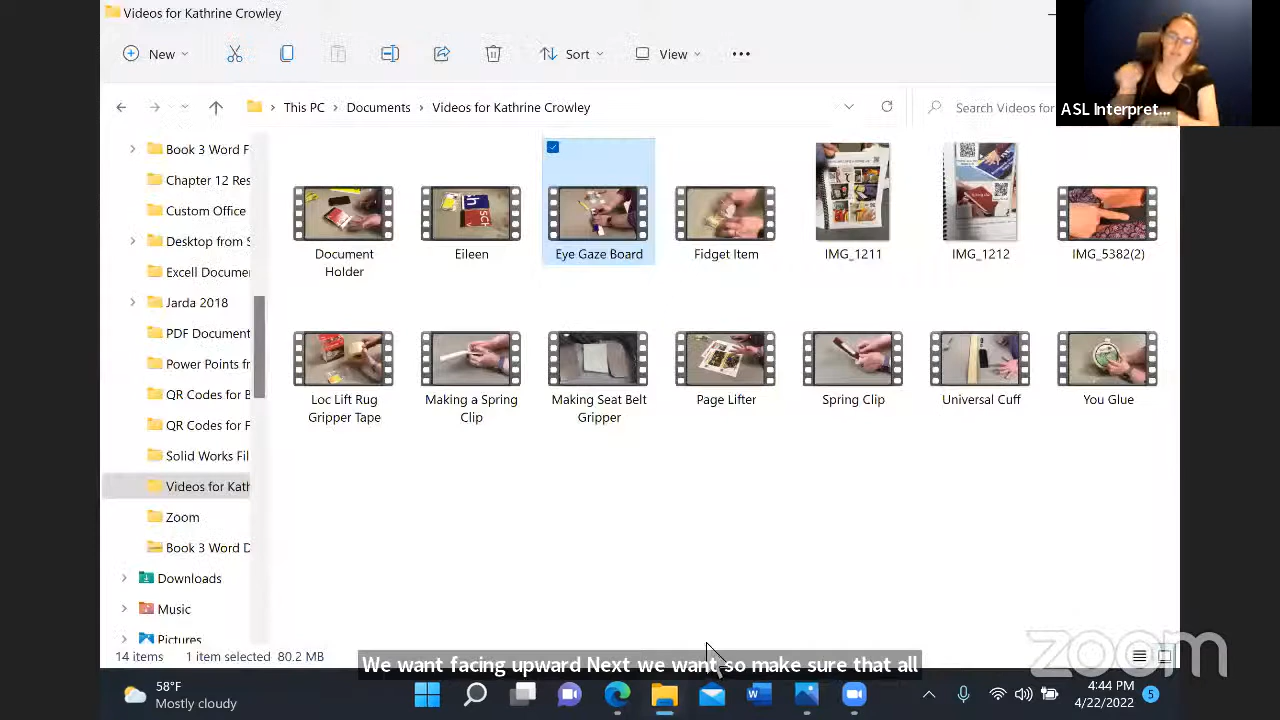 Videos for Kathrine Crowley
New
Sort
View
This PC > Documents > Videos for Kathrine Crowley
Search Videos for
ASL Interpret...
Book 3 Word F
Chapter 12 Res
Custom Office
Desktop from S
Excell Documen
Jarda 2018
PDF Document
Power Points fr
QR Codes for B
QR Codes for F
Solid Works Fil
Videos for Kath
Zoom
Book 3 Word D
Downloads
Music
Pictures
Document
Holder
Eileen
Eye Gaze Board
Fidget Item
IMG_1211
IMG_1212
IMG_5382(2)
Loc Lift Rug
Gripper Tape
Making a Spring
Clip
Making Seat Belt
Gripper
Page Lifter
Spring Clip
Universal Cuff
You Glue
14 items 1 item selected 80.2 MB
We want facing upward Next we want so make sure that all
zoom
58°F
Mostly cloudy
4:44 PM
4/22/2022
5